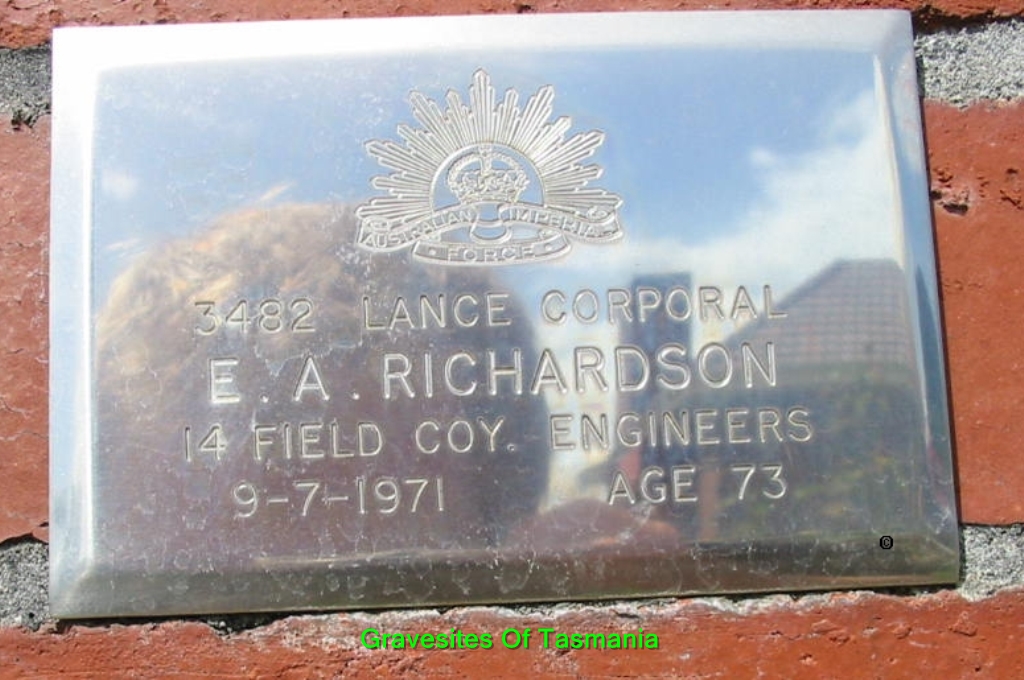 AUSTRALIAN IMPERIAL
FORCE
3482 LANCE CORPORAL
E. A. RICHARDSON
14 FIELD COY. ENGINEERS
9-7-1971 AGE 73
©
Gravesites Of Tasmania